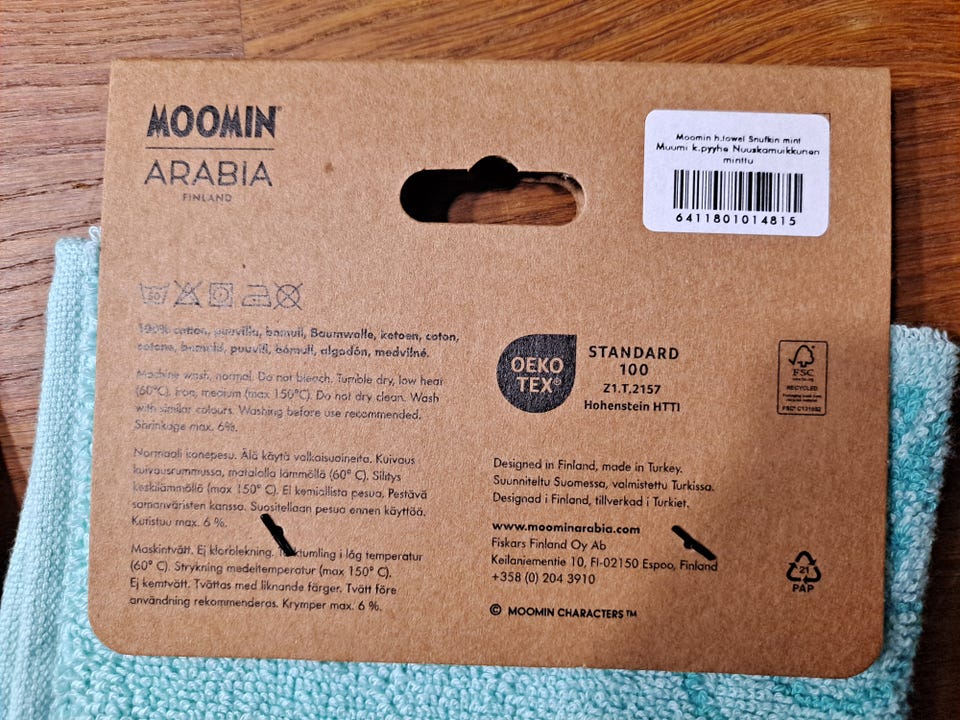 MOOMIN®
ARABIA
FINLAND
Moomin h.towel Snufkin mint
Muumi k.pyyhe Nuuskamuikkunen
minttu
6411801014815
60
100% cotton, puuvilla, bomull, Baumwolle, katoen, coton,
cotone, bomuld, puuvill, bómull, algodón, medvilnė.
Machine wash, normal. Do not bleach. Tumble dry, low heat
(60°C). Iron, medium (max 150°C). Do not dry clean. Wash
with similar colours. Washing before use recommended.
Shrinkage max. 6%.
Normaali konepesu. Älä käytä valkaisuaineita. Kuivaus
kuivausrummussa, matalalla lämmöllä (60° C). Silitys
keskilämmöllä (max 150° C). Ei kemiallista pesua. Pestävä
samanväristen kanssa. Suositellaan pesua ennen käyttöä.
Kutistuu max. 6 %.
Maskintvätt. Ej klorblekning. Torktumling i låg temperatur
(60° C). Strykning medeltemperatur (max 150° C).
Ej kemtvätt. Tvättas med liknande färger. Tvätt före
användning rekommenderas. Krymper max. 6 %.
OEKO
TEX®
STANDARD
100
Z1.T.2157
Hohenstein HTTI
FSC
RECYCLED
Designed in Finland, made in Turkey.
Suunniteltu Suomessa, valmistettu Turkissa.
Designad i Finland, tillverkad i Turkiet.
www.moominarabia.com
Fiskars Finland Oy Ab
Keilaniementie 10, FI-02150 Espoo, Finland
+358 (0) 204 3910
© MOOMIN CHARACTERS™
21
PAP